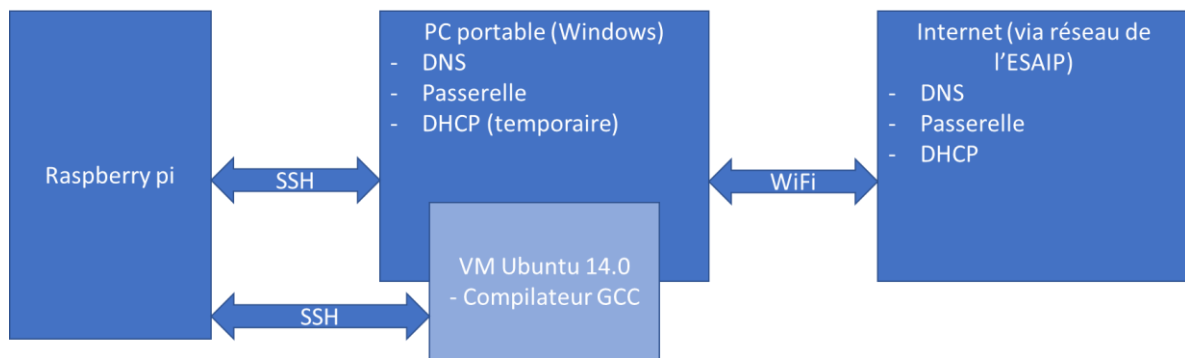 Raspberry pi
SSH
SSH
PC portable (Windows)
- DNS
- Passerelle
- DHCP (temporaire)
VM Ubuntu 14.0
- Compilateur GCC
WiFi
Internet (via réseau de
l'ESAIP)
- DNS
- Passerelle
- DHCP